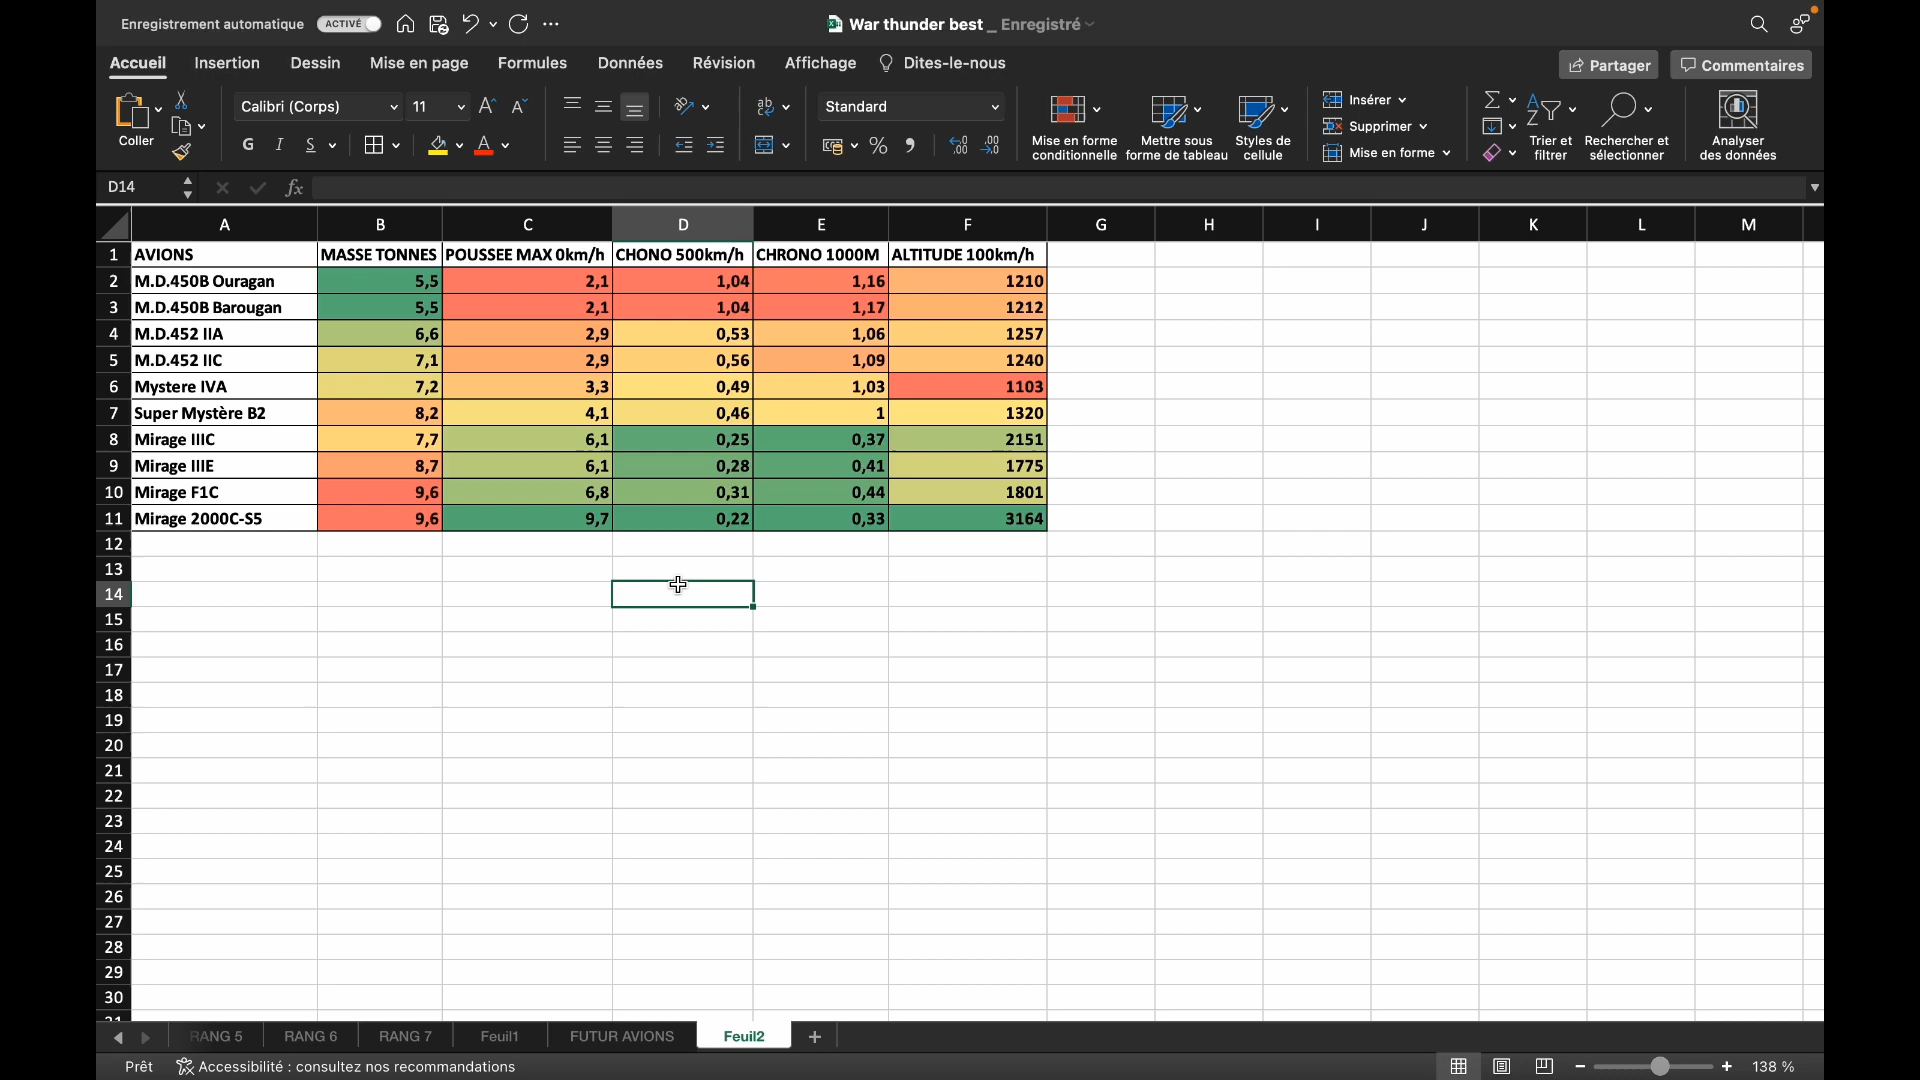 Enregistrement automatique ACTIVÉ War thunder best _ Enregistré
Accueil Insertion Dessin Mise en page Formules Données Révision Affichage Dites-le-nous Partager Commentaires
Coller Calibri (Corps) 11 Standard
G I S
Mise en forme conditionnelle Mettre sous forme de tableau Styles de cellule
Insérer
Supprimer
Mise en forme
Trier et filtrer Rechercher et sélectionner Analyser des données
D14 fx
A B C D E F G H I J K L M
1 AVIONS MASSE TONNES POUSSEE MAX 0km/h CHONO 500km/h CHRONO 1000M ALTITUDE 100km/h
2 M.D.450B Ouragan 5,5 2,1 1,04 1,16 1210
3 M.D.450B Barougan 5,5 2,1 1,04 1,17 1212
4 M.D.452 IIA 6,6 2,9 0,53 1,06 1257
5 M.D.452 IIC 7,1 2,9 0,56 1,09 1240
6 Mystere IVA 7,2 3,3 0,49 1,03 1103
7 Super Mystère B2 8,2 4,1 0,46 1 1320
8 Mirage IIIC 7,7 6,1 0,25 0,37 2151
9 Mirage IIIE 8,7 6,1 0,28 0,41 1775
10 Mirage F1C 9,6 6,8 0,31 0,44 1801
11 Mirage 2000C-S5 9,6 9,7 0,22 0,33 3164
12
13
14
15
16
17
18
19
20
21
22
23
24
25
26
27
28
29
30
31
RANG 5 RANG 6 RANG 7 Feuil1 FUTUR AVIONS Feuil2 +
Prêt Accessibilité : consultez nos recommandations 138 %